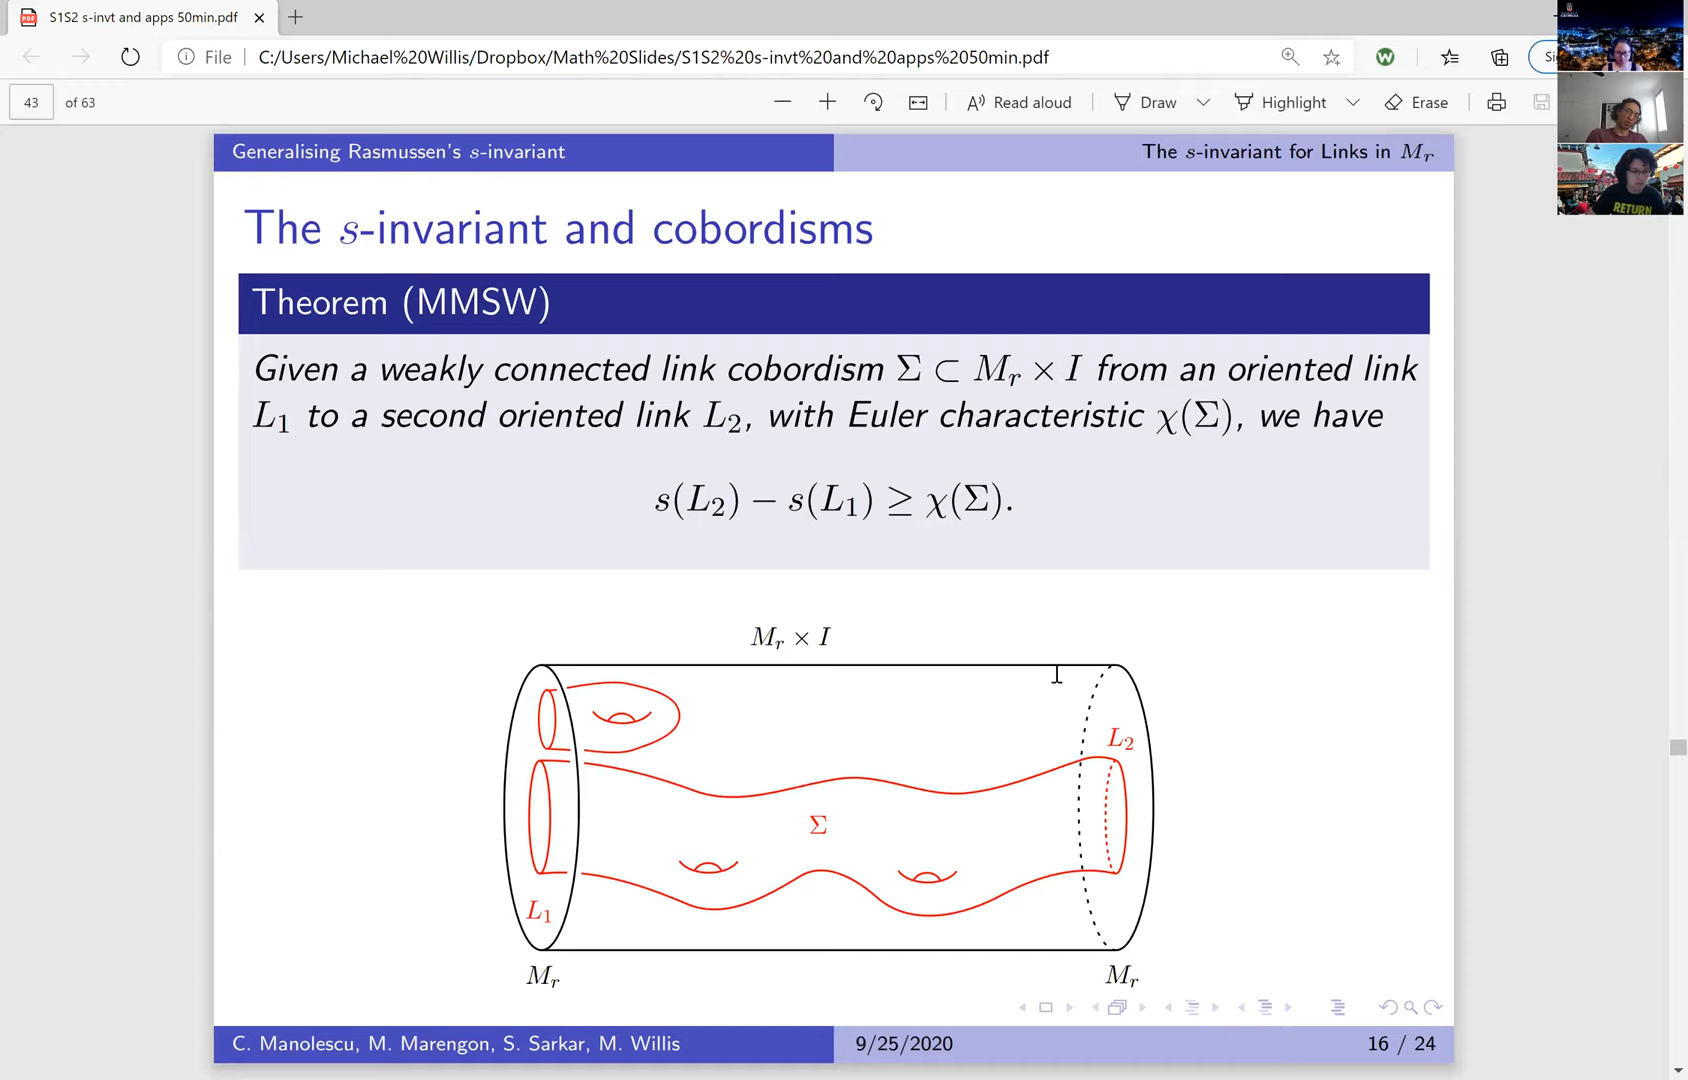 S1S2 s-invt and apps 50min.pdf
File
C:/Users/Michael%20Willis/Dropbox/Math%20Slides/S1S2%20s-invt%20and%20apps%2050min.pdf
43 of 63
Read aloud
Draw
Highlight
Erase
RETURN
Generalising Rasmussen's s-invariant
The s-invariant for Links in M_r
The s-invariant and cobordisms
Theorem (MMSW)
Given a weakly connected link cobordism Σ ⊂ M_r × I from an oriented link
L_1 to a second oriented link L_2, with Euler characteristic χ(Σ), we have
s(L_2) − s(L_1) ≥ χ(Σ).
M_r × I
L_2
Σ
L_1
M_r
M_r
C. Manolescu, M. Marengon, S. Sarkar, M. Willis
9/25/2020
16 / 24